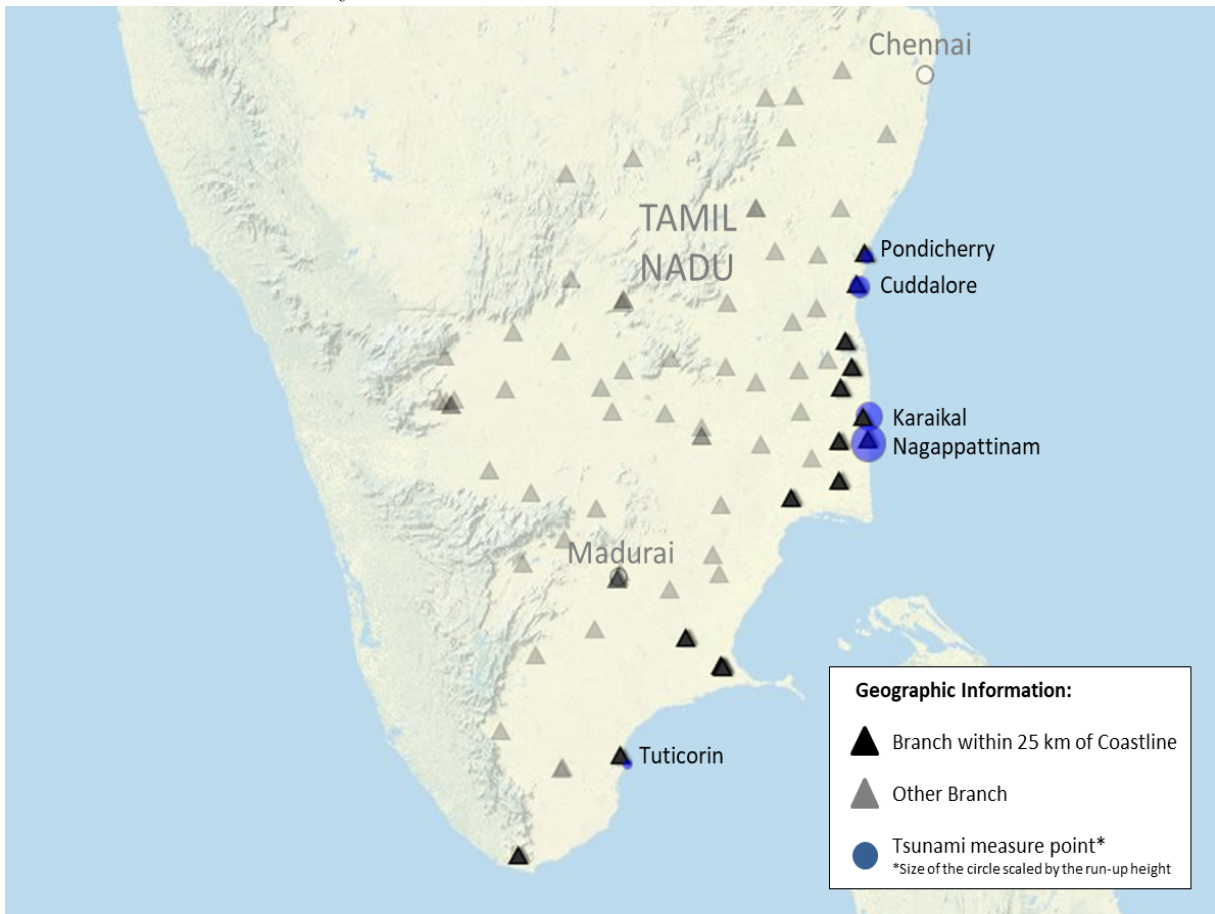 Chennai
TAMIL
NADU
Pondicherry
Cuddalore
Karaikal
Nagappattinam
Madurai
Tuticorin
Geographic Information:
Branch within 25 km of Coastline
Other Branch
Tsunami measure point*
*Size of the circle scaled by the run-up height